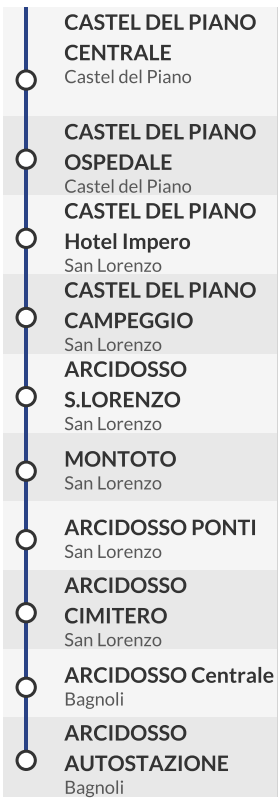 CASTEL DEL PIANO
CENTRALE
Castel del Piano
CASTEL DEL PIANO
OSPEDALE
Castel del Piano
CASTEL DEL PIANO
Hotel Impero
San Lorenzo
CASTEL DEL PIANO
CAMPEGGIO
San Lorenzo
ARCIDOSSO
S.LORENZO
San Lorenzo
MONTOTO
San Lorenzo
ARCIDOSSO PONTI
San Lorenzo
ARCIDOSSO
CIMITERO
San Lorenzo
ARCIDOSSO Centrale
Bagnoli
ARCIDOSSO
AUTOSTAZIONE
Bagnoli